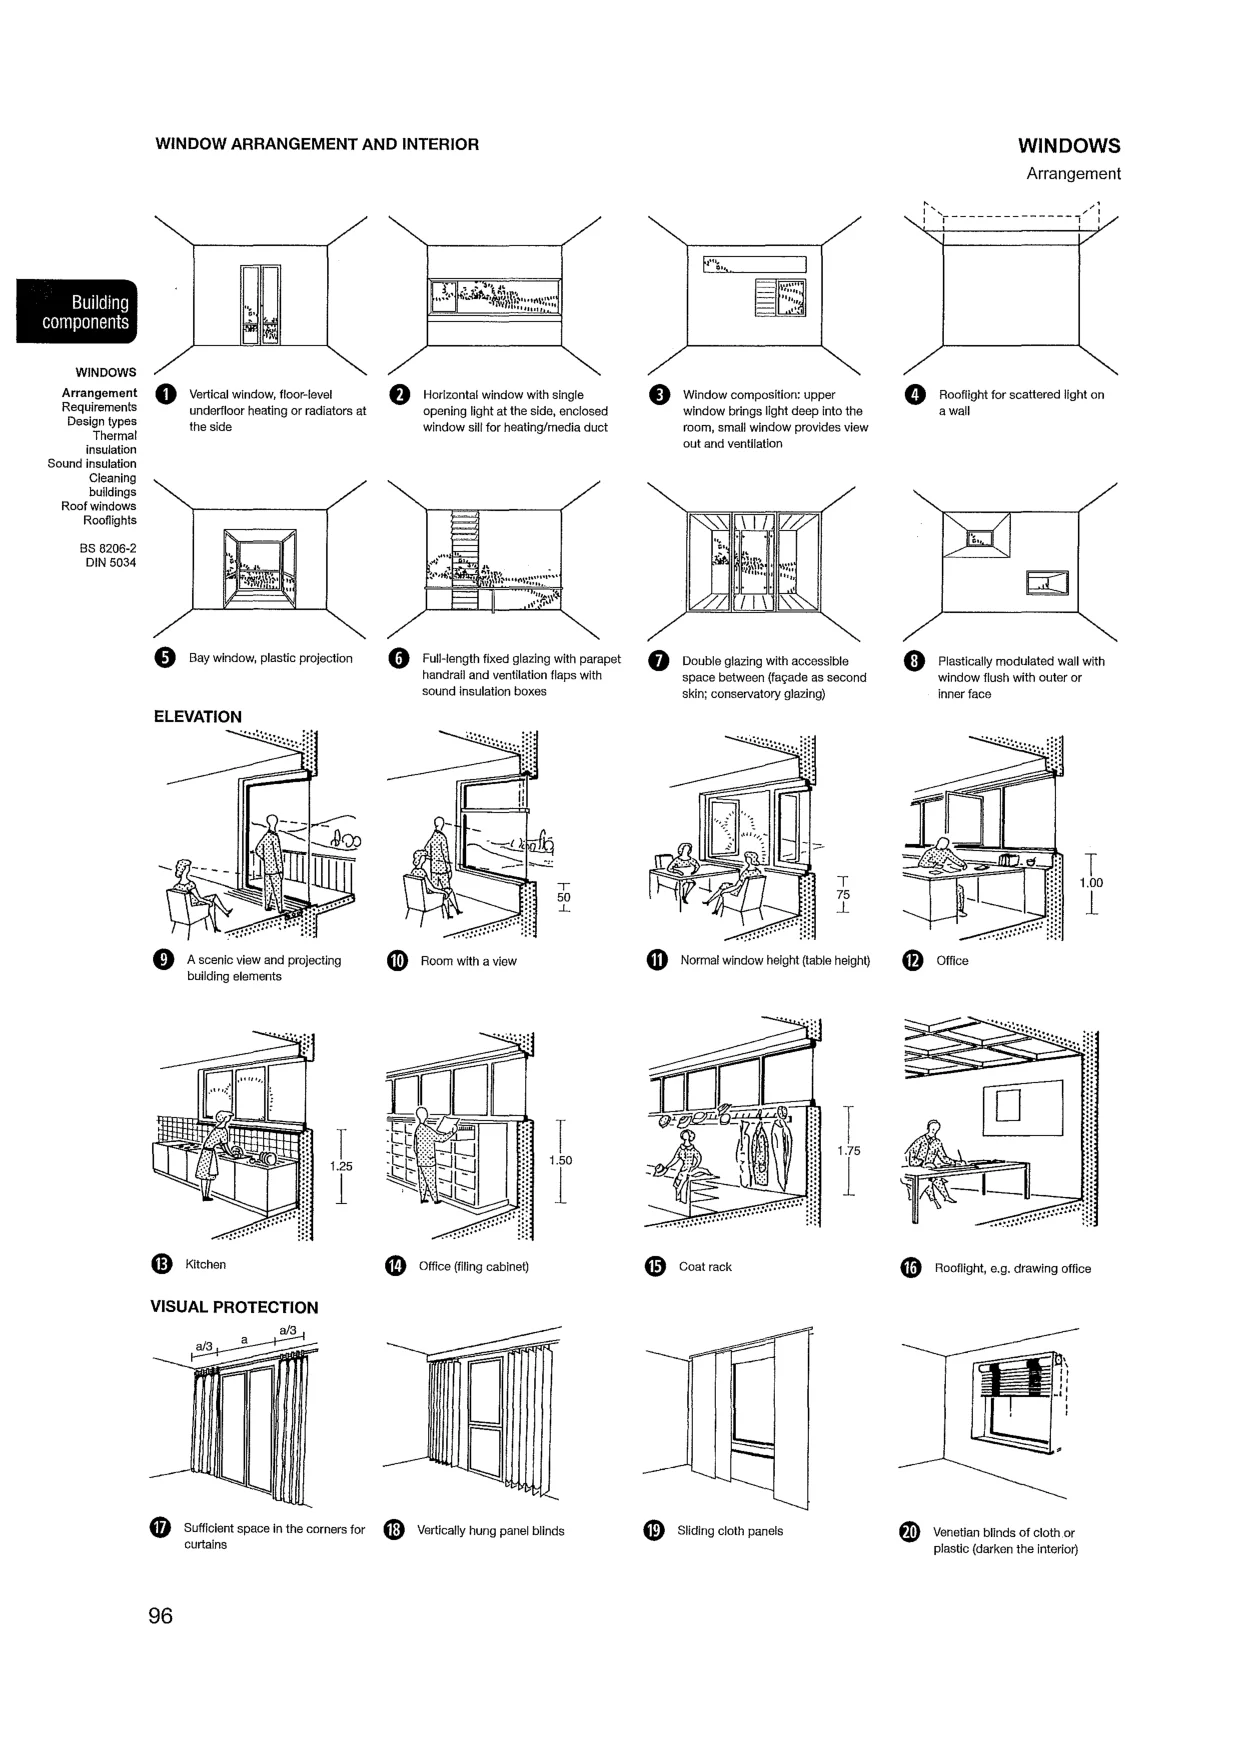 WINDOW ARRANGEMENT AND INTERIOR
WINDOWS
Arrangement
Building
components
WINDOWS
Arrangement
Requirements
Design types
Thermal
insulation
Sound insulation
Cleaning
buildings
Roof windows
Rooflights
BS 8206-2
DIN 5034
1 Vertical window, floor-level
underfloor heating or radiators at
the side
2 Horizontal window with single
opening light at the side, enclosed
window sill for heating/media duct
3 Window composition: upper
window brings light deep into the
room, small window provides view
out and ventilation
4 Rooflight for scattered light on
a wall
5 Bay window, plastic projection
6 Full-length fixed glazing with parapet
handrail and ventilation flaps with
sound insulation boxes
7 Double glazing with accessible
space between (façade as second
skin; conservatory glazing)
8 Plastically modulated wall with
window flush with outer or
inner face
ELEVATION
50
75
1.00
9 A scenic view and projecting
building elements
10 Room with a view
11 Normal window height (table height)
12 Office
1.25
1.50
1.75
13 Kitchen
14 Office (filing cabinet)
15 Coat rack
16 Rooflight, e.g. drawing office
VISUAL PROTECTION
a/3 a a/3
17 Sufficient space in the corners for
curtains
18 Vertically hung panel blinds
19 Sliding cloth panels
20 Venetian blinds of cloth or
plastic (darken the interior)
96